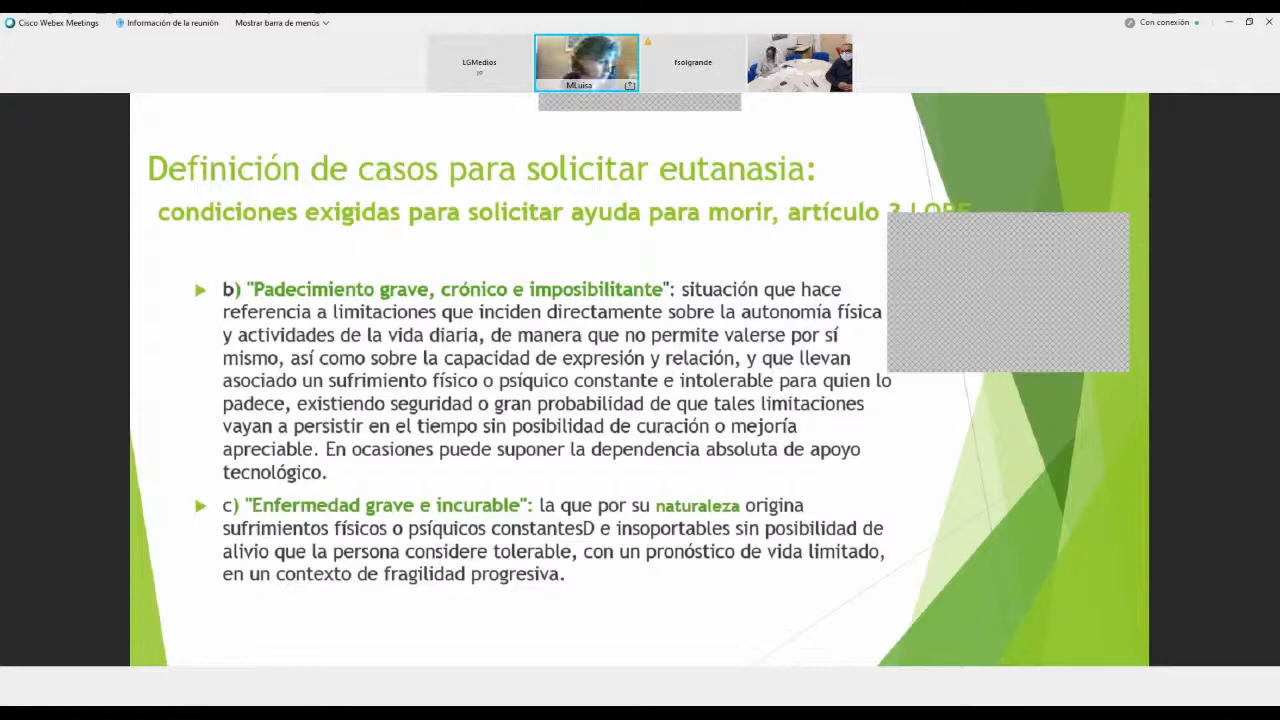 Cisco Webex Meetings
Información de la reunión
Mostrar barra de menús
Con conexión
LGMedios
yo
MLuisa
fsolgrande
Definición de casos para solicitar eutanasia:
condiciones exigidas para solicitar ayuda para morir, artículo
b) "Padecimiento grave, crónico e imposibilitante": situación que hace
referencia a limitaciones que inciden directamente sobre la autonomía física
y actividades de la vida diaria, de manera que no permite valerse por sí
mismo, así como sobre la capacidad de expresión y relación, y que llevan
asociado un sufrimiento físico o psíquico constante e intolerable para quien lo
padece, existiendo seguridad o gran probabilidad de que tales limitaciones
vayan a persistir en el tiempo sin posibilidad de curación o mejoría
apreciable. En ocasiones puede suponer la dependencia absoluta de apoyo
tecnológico.
c) "Enfermedad grave e incurable": la que por su naturaleza origina
sufrimientos físicos o psíquicos constantesD e insoportables sin posibilidad de
alivio que la persona considere tolerable, con un pronóstico de vida limitado,
en un contexto de fragilidad progresiva.